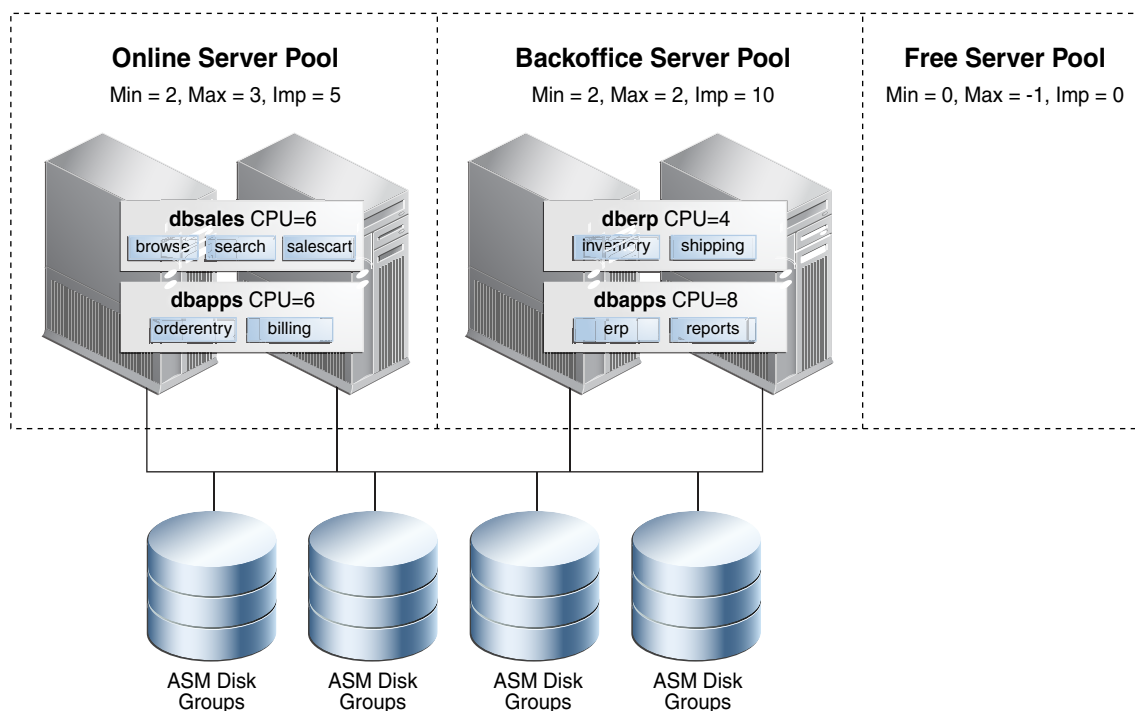 Online Server Pool
Min = 2, Max = 3, Imp = 5
Backoffice Server Pool
Min = 2, Max = 2, Imp = 10
Free Server Pool
Min = 0, Max = -1, Imp = 0
dbsales CPU=6
browse search salescart
dbapps CPU=6
orderentry billing
dberp CPU=4
inventory shipping
dbapps CPU=8
erp reports
ASM Disk
Groups
ASM Disk
Groups
ASM Disk
Groups
ASM Disk
Groups